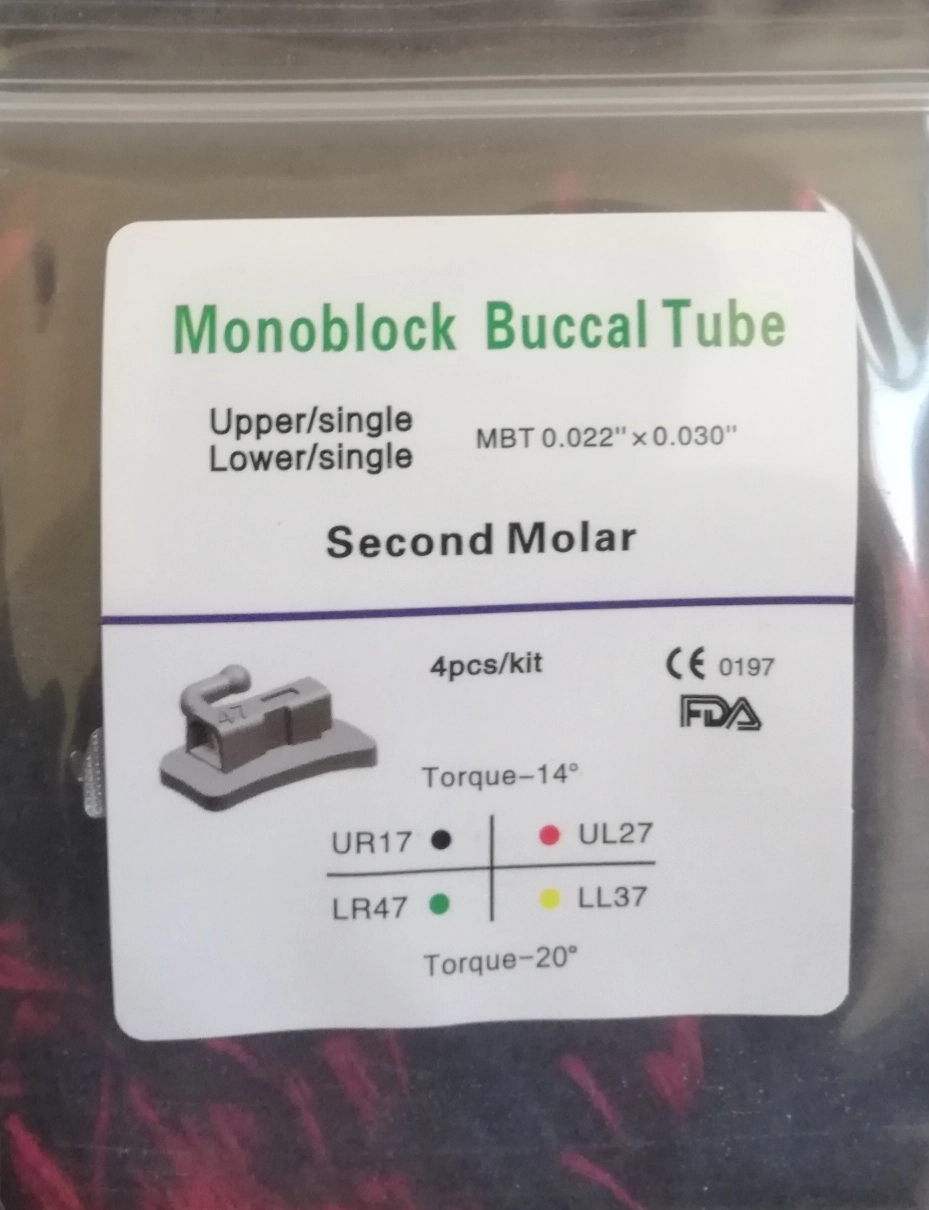 Monoblock Buccal Tube
Upper/single
Lower/single
MBT 0.022"×0.030"
Second Molar
4pcs/kit
CE 0197
FDA
47
Torque-14°
UR17 UL27
LR47 LL37
Torque-20°